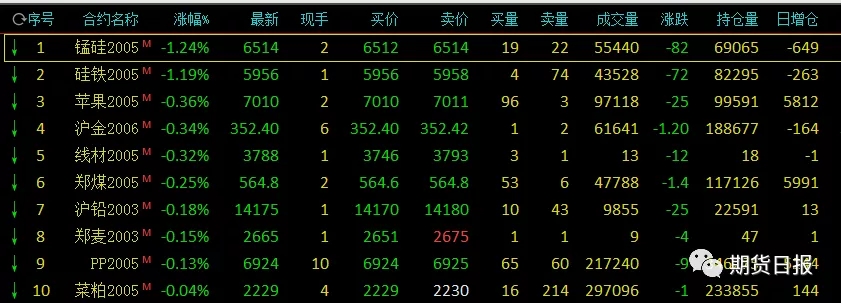 序号 合约名称 涨幅% 最新 现手 买价 卖价 买量 卖量 成交量 涨跌 持仓量 日增仓
↓ 1 锰硅2005 M -1.24% 6514 2 6512 6514 19 22 55440 -82 69065 -649
↓ 2 硅铁2005 M -1.19% 5956 1 5956 5958 4 74 43528 -72 82295 -263
↓ 3 苹果2005 M -0.36% 7010 2 7010 7011 96 3 97118 -25 99591 5812
↓ 4 沪金2006 M -0.34% 352.40 6 352.40 352.42 1 2 61641 -1.20 188677 -164
↓ 5 线材2005 M -0.32% 3788 1 3746 3793 3 1 13 -12 18 -1
↓ 6 郑煤2005 M -0.25% 564.8 2 564.6 564.8 53 6 47788 -1.4 117126 5991
↓ 7 沪铅2003 M -0.18% 14175 1 14170 14180 10 43 9855 -25 22591 13
↓ 8 郑麦2003 M -0.15% 2665 1 2651 2675 1 1 9 -4 47 1
↓ 9 PP2005 M -0.13% 6924 10 6924 6925 65 60 217240 -9
↓ 10 菜粕2005 M -0.04% 2229 4 2229 2230 16 214 297096 -1 233855 144
期货日报